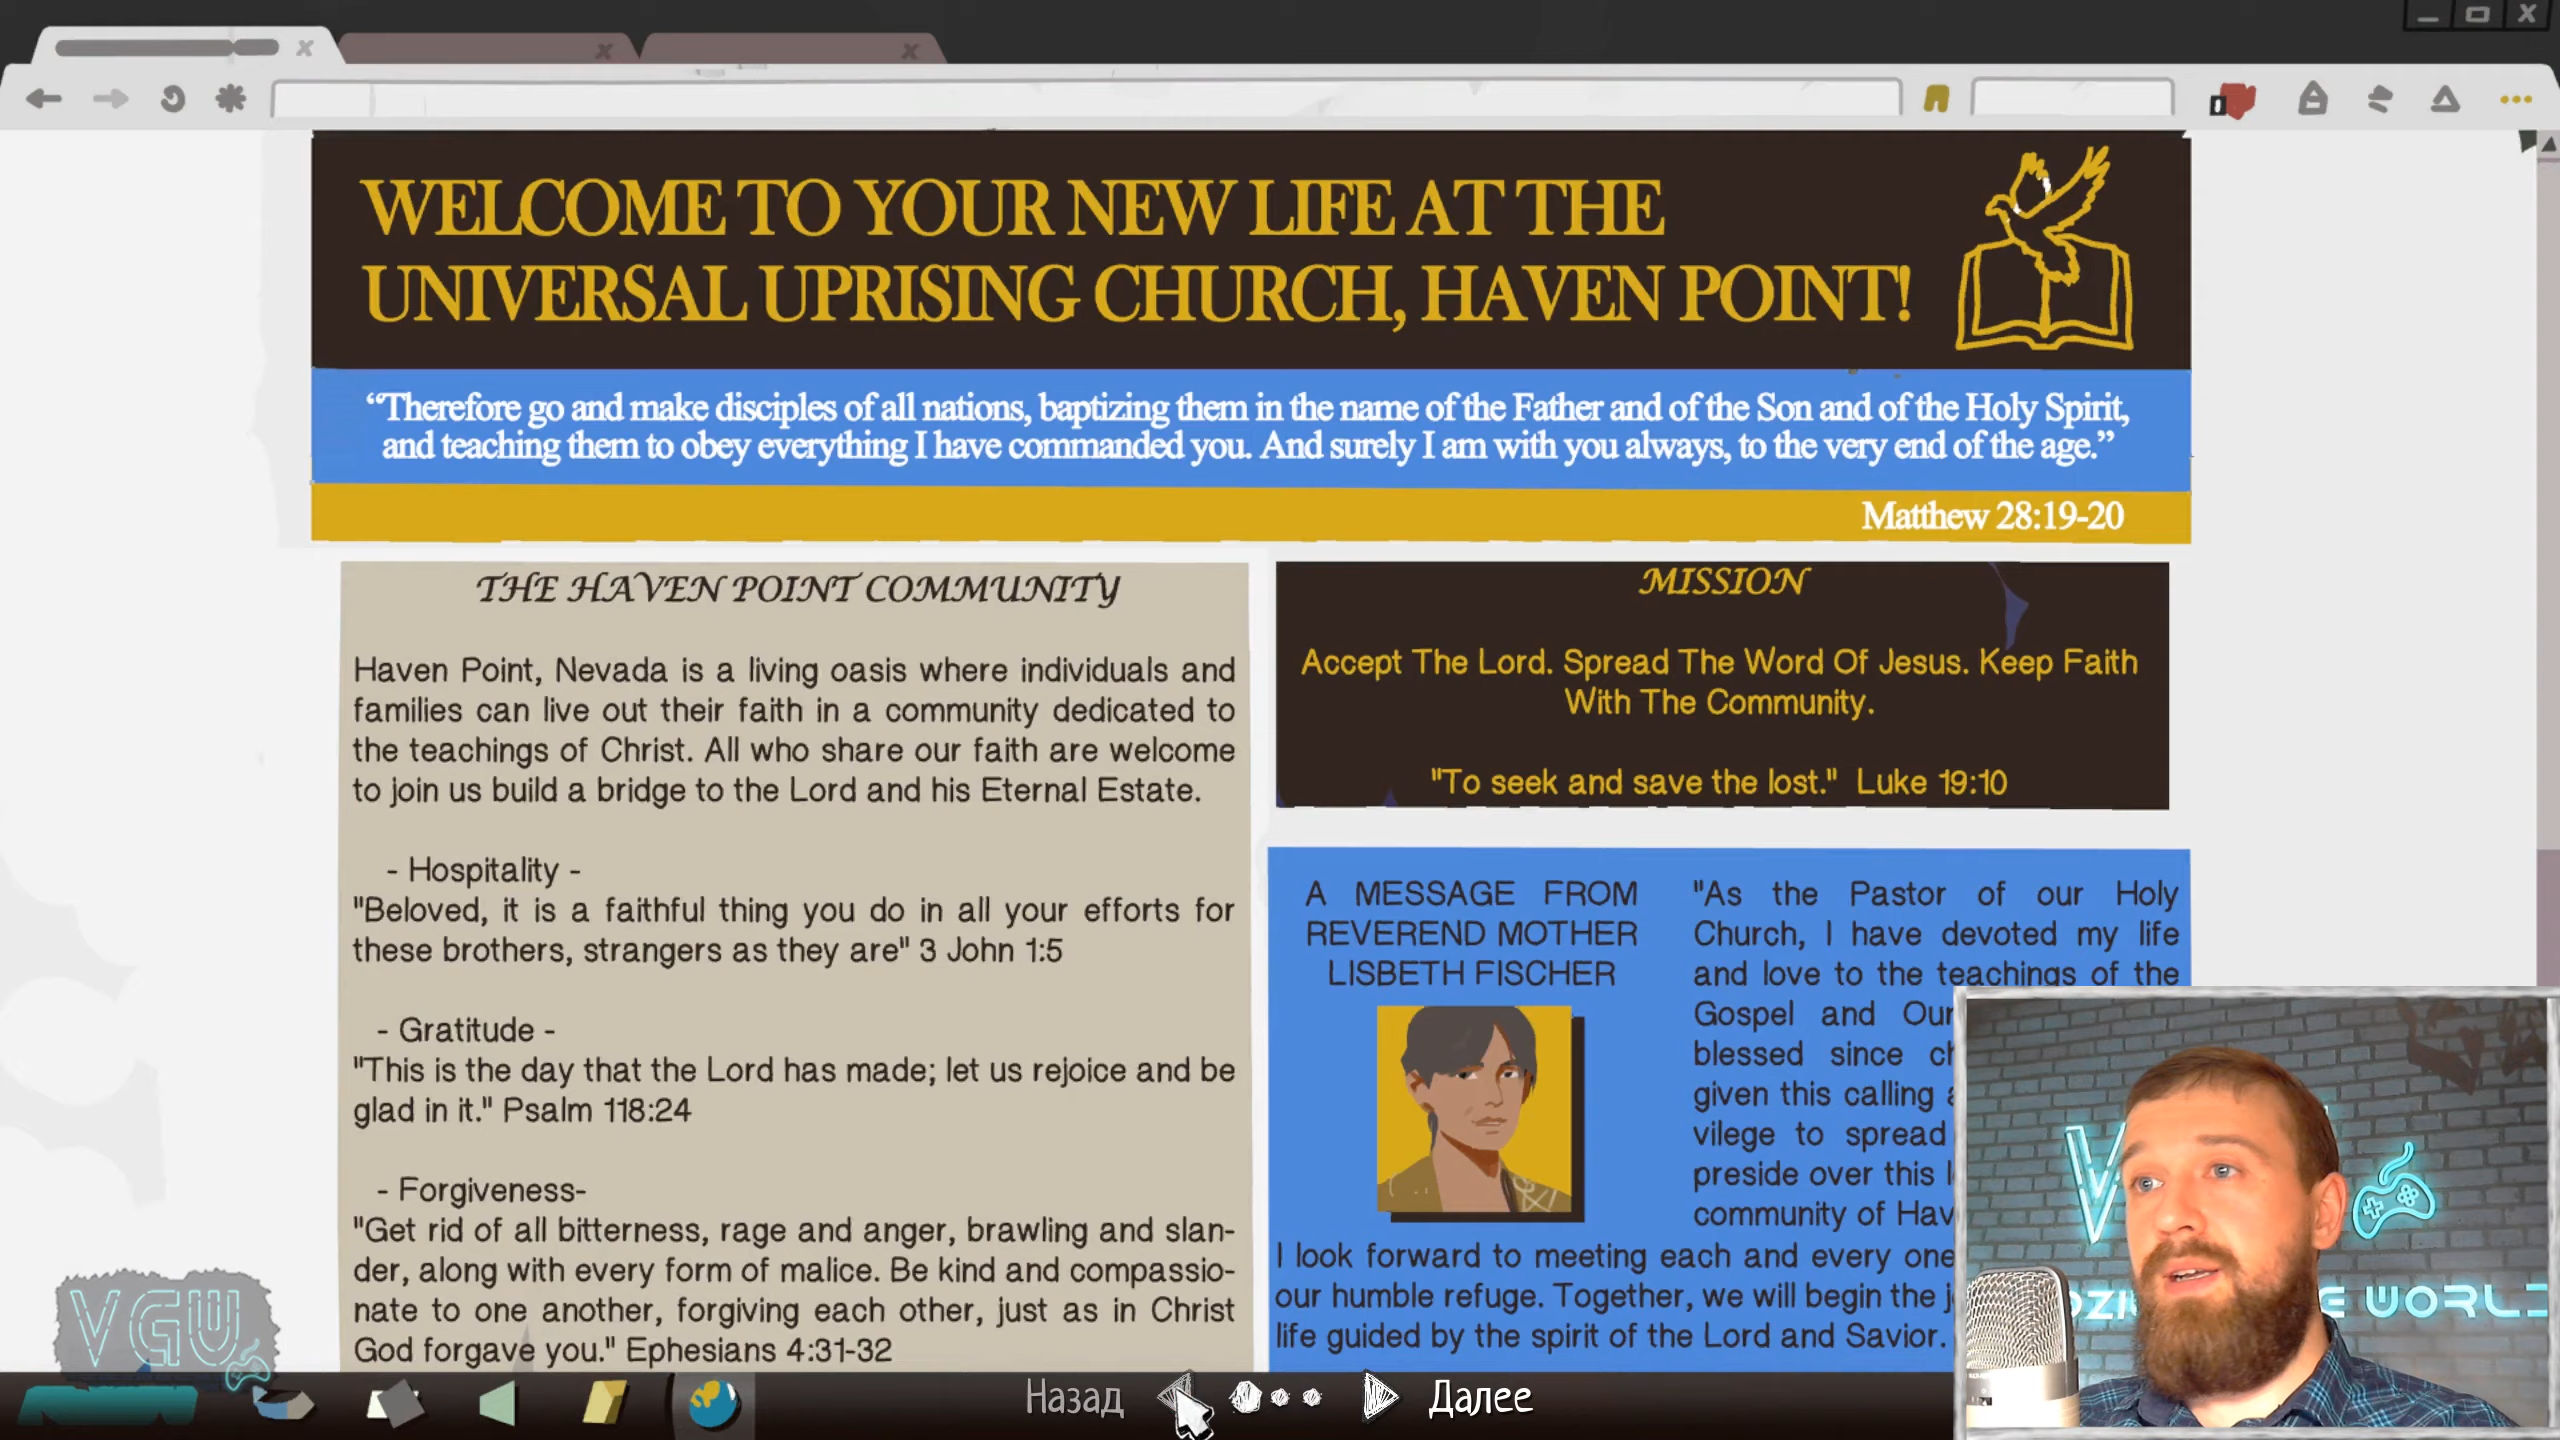 WELCOME TO YOUR NEW LIFE AT THE
UNIVERSAL UPRISING CHURCH, HAVEN POINT!
“Therefore go and make disciples of all nations, baptizing them in the name of the Father and of the Son and of the Holy Spirit,
and teaching them to obey everything I have commanded you. And surely I am with you always, to the very end of the age.”
Matthew 28:19-20
THE HAVEN POINT COMMUNITY
Haven Point, Nevada is a living oasis where individuals and
families can live out their faith in a community dedicated to
the teachings of Christ. All who share our faith are welcome
to join us build a bridge to the Lord and his Eternal Estate.
- Hospitality -
"Beloved, it is a faithful thing you do in all your efforts for
these brothers, strangers as they are" 3 John 1:5
- Gratitude -
"This is the day that the Lord has made; let us rejoice and be
glad in it." Psalm 118:24
- Forgiveness-
"Get rid of all bitterness, rage and anger, brawling and slan-
der, along with every form of malice. Be kind and compassio-
nate to one another, forgiving each other, just as in Christ
God forgave you." Ephesians 4:31-32
MISSION
Accept The Lord. Spread The Word Of Jesus. Keep Faith
With The Community.
"To seek and save the lost." Luke 19:10
A MESSAGE FROM
REVEREND MOTHER
LISBETH FISCHER
"As the Pastor of our Holy
Church, I have devoted my life
and love to the teachings of the
Gospel and Our
blessed since
given this calling
vilege to spread
preside over this
community of
I look forward to meeting each and every one
our humble refuge. Together, we will begin the
life guided by the spirit of the Lord and Savior.
VGW
Назад
Далее